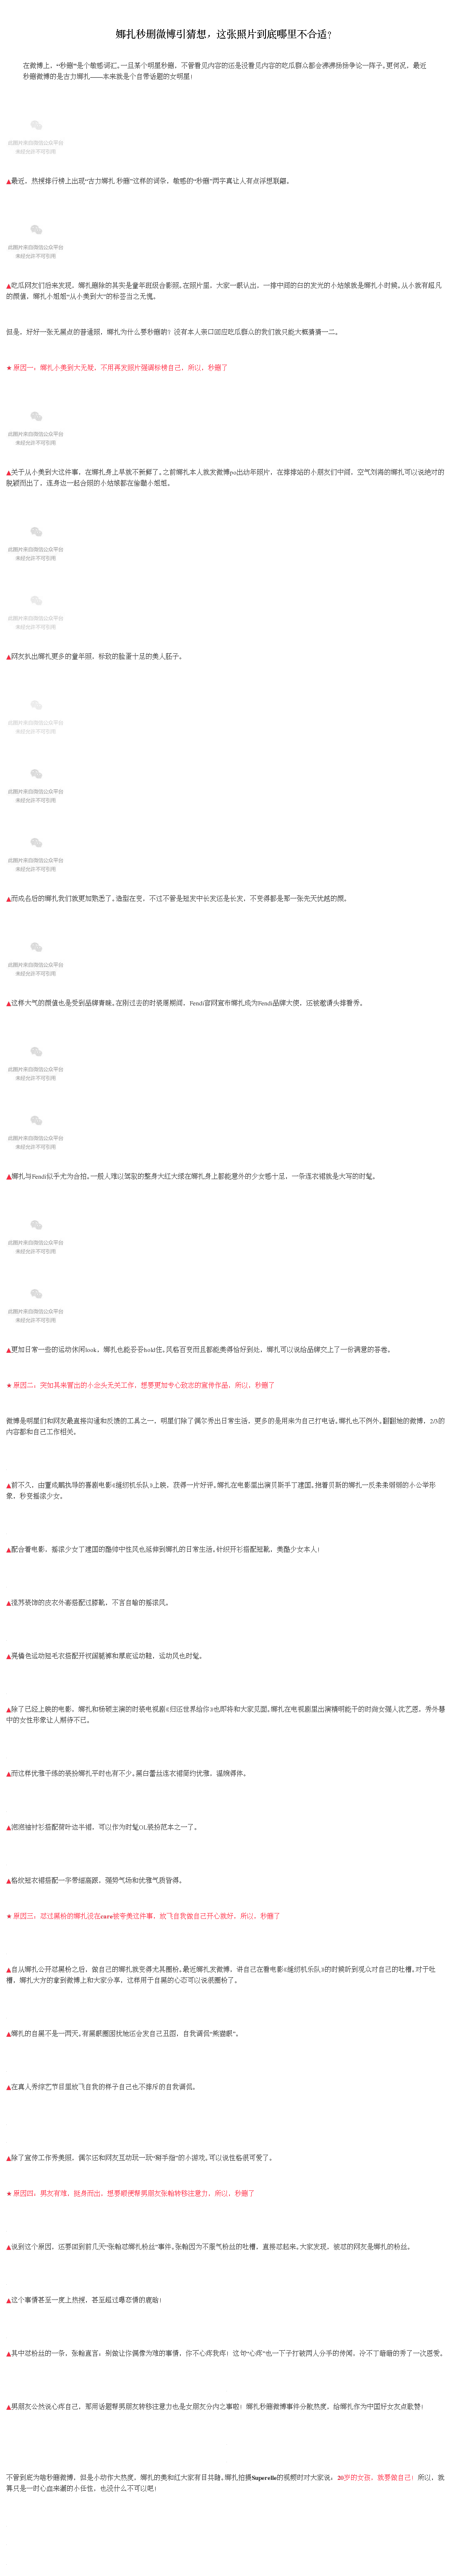 娜扎秒删微博引猜想，这张照片到底哪里不合适？
在微博上，“秒删”是个敏感词汇。一旦某个明星秒删，不管看见内容的还是没看见内容的吃瓜群众都会沸沸扬扬争论一阵子。更何况，最近
秒删微博的是古力娜扎——本来就是个自带话题的女明星！
此图片来自微信公众平台
未经允许不可引用
▲最近，热搜排行榜上出现“古力娜扎 秒删”这样的词条，敏感的“秒删”两字真让人有点浮想联翩。
此图片来自微信公众平台
未经允许不可引用
▲吃瓜网友们后来发现，娜扎删除的其实是童年班级合影照。在照片里，大家一眼认出，一排中间的白的发光的小姑娘就是娜扎小时候。从小就有超凡
的颜值，娜扎小姐姐“从小美到大”的标签当之无愧。
但是，好好一张无黑点的普通照，娜扎为什么要秒删哟？没有本人亲口回应吃瓜群众的我们就只能大概猜猜一二。
★ 原因一：娜扎小美到大无疑，不用再发照片强调标榜自己，所以，秒删了
此图片来自微信公众平台
未经允许不可引用
▲关于从小美到大这件事，在娜扎身上早就不新鲜了。之前娜扎本人就发微博po出幼年照片，在排排站的小朋友们中间，空气刘海的娜扎可以说绝对的
脱颖而出了，连身边一起合照的小姑娘都在偷瞄小姐姐。
此图片来自微信公众平台
未经允许不可引用
此图片来自微信公众平台
未经允许不可引用
▲网友扒出娜扎更多的童年照，标致的脸蛋十足的美人胚子。
此图片来自微信公众平台
未经允许不可引用
此图片来自微信公众平台
未经允许不可引用
此图片来自微信公众平台
未经允许不可引用
▲而成名后的娜扎我们就更加熟悉了。造型在变，不过不管是短发中长发还是长发，不变得都是那一张先天优越的颜。
此图片来自微信公众平台
未经允许不可引用
▲这样大气的颜值也是受到品牌青睐。在刚过去的时装周期间，Fendi官网宣布娜扎成为Fendi品牌大使，还被邀请头排看秀。
此图片来自微信公众平台
未经允许不可引用
此图片来自微信公众平台
未经允许不可引用
▲娜扎与Fendi似乎尤为合拍。一般人难以驾驭的整身大红大绿在娜扎身上都能意外的少女感十足，一条连衣裙就是大写的时髦。
此图片来自微信公众平台
未经允许不可引用
此图片来自微信公众平台
未经允许不可引用
▲更加日常一些的运动休闲look，娜扎也能妥妥hold住。风临百变而且都能美得恰好到处，娜扎可以说给品牌交上了一份满意的答卷。
★ 原因二：突如其来冒出的小念头无关工作，想要更加专心致志的宣传作品，所以，秒删了
微博是明星们和网友最直接沟通和反馈的工具之一，明星们除了偶尔秀出日常生活，更多的是用来为自己打电话。娜扎也不例外。翻翻她的微博，2/3的
内容都和自己工作相关。
▲前不久，由董成鹏执导的喜剧电影《缝纫机乐队》上映，获得一片好评。娜扎在电影里出演贝斯手丁建国。抱着贝斯的娜扎一反柔柔弱弱的小公举形
象，秒变摇滚少女。
▲配合着电影，摇滚少女丁建国的酷帅中性风也延伸到娜扎的日常生活。针织开衫搭配短靴，美酷少女本人！
▲流苏装饰的皮衣外套搭配过膝靴，不言自喻的摇滚风。
▲亮橘色运动短毛衣搭配开衩阔腿裤和厚底运动鞋，运动风也时髦。
▲除了已经上映的电影，娜扎和杨硕主演的时装电视剧《归还世界给你》也即将和大家见面。娜扎在电视剧里出演精明能干的时尚女强人沈艺恩，秀外慧
中的女性形象让人期待不已。
▲而这样优雅干练的装扮娜扎平时也有不少。黑白蕾丝连衣裙简约优雅，温婉得体。
▲泡泡袖衬衫搭配荷叶边半裙，可以作为时髦OL装扮范本之一了。
▲格纹短衣裙搭配一字带细高跟，强势气场和优雅气质皆得。
★ 原因三：怼过黑粉的娜扎没在care被夸美这件事，放飞自我做自己开心就好，所以，秒删了
▲自从娜扎公开怼黑粉之后，做自己的娜扎就变得尤其圈粉。最近娜扎发微博，讲自己在看电影《缝纫机乐队》的时候听到观众对自己的吐槽。对于吐
槽，娜扎大方的拿到微博上和大家分享，这样用于自黑的心态可以说很圈粉了。
▲娜扎的自黑不是一两天。有黑眼圈困扰她还会发自己丑图，自我调侃“熊猫眼”。
▲在真人秀综艺节目里放飞自我的样子自己也不排斥的自我调侃。
▲除了宣传工作秀美照，偶尔还和网友互动玩一玩“掰手指”的小游戏。可以说性格很可爱了。
★ 原因四：男友有难，挺身而出，想要顺便帮男朋友张翰转移注意力，所以，秒删了
▲说到这个原因，还要回到前几天“张翰怼娜扎粉丝”事件。张翰因为不服气粉丝的吐槽，直接怼起来。大家发现，被怼的网友是娜扎的粉丝。
▲这个事情甚至一度上热搜，甚至超过曝恋情的鹿晗！
▲其中怼粉丝的一条，张翰直言：别做让你偶像为难的事情，你不心疼我疼！这句“心疼”也一下子打破两人分手的传闻，冷不丁暗暗的秀了一次恩爱。
▲男朋友公然说心疼自己，那用话题帮男朋友转移注意力也是女朋友分内之事啦！娜扎秒删微博事件分散热度，给娜扎作为中国好女友点歌赞！
不管到底为啥秒删微博，但是小动作大热度，娜扎的美和红大家有目共睹。娜扎拍摄Superelle的视频时对大家说：20岁的女孩，就要做自己！所以，就
算只是一时心血来潮的小任性，也没什么不可以吧！